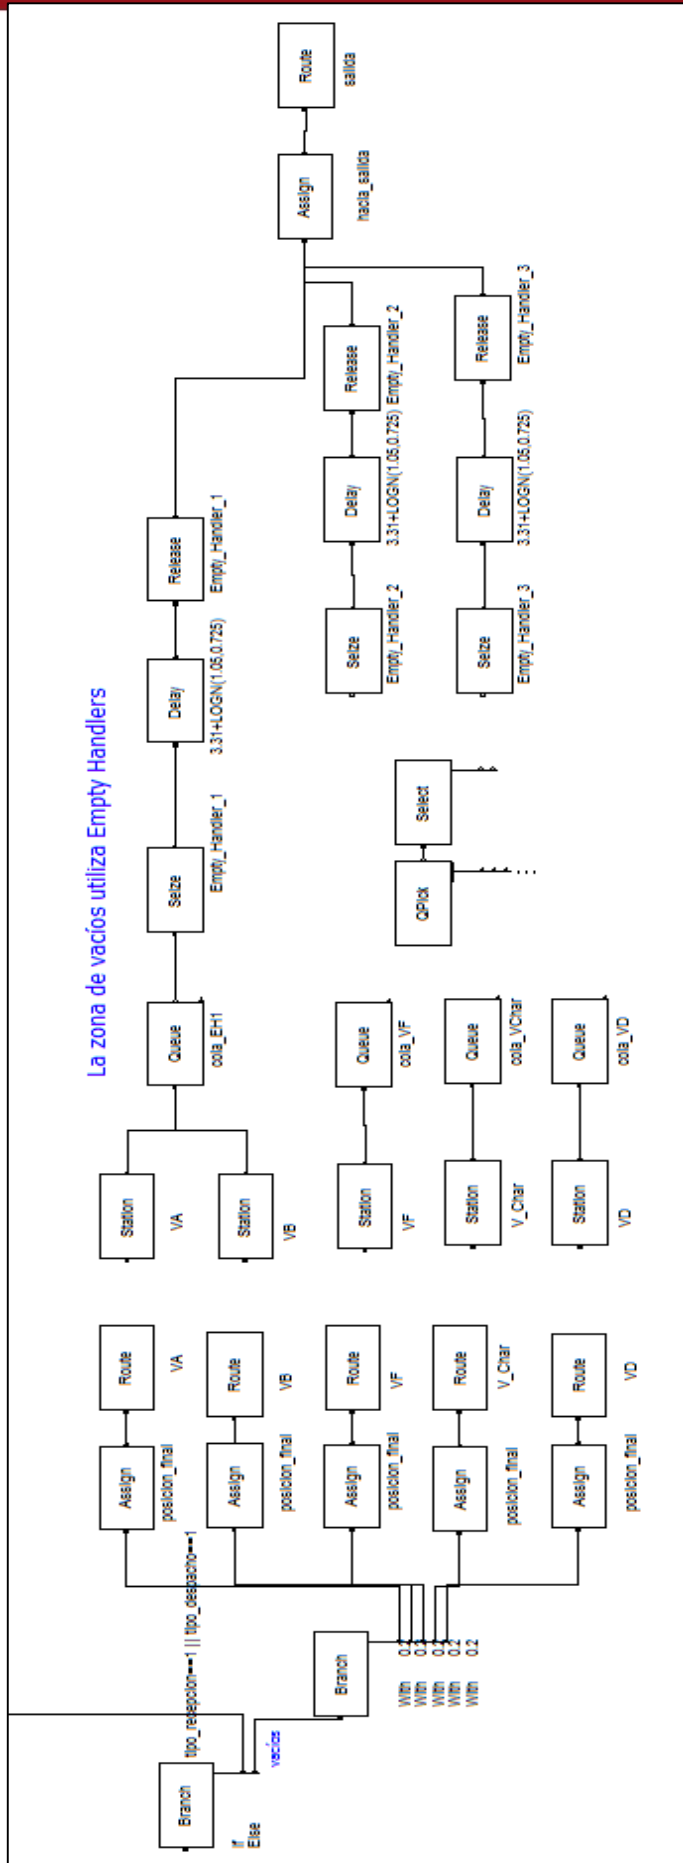 La zona de vacíos utiliza Empty Handlers
Branch
If
Else
tipo_recepcion==1 || tipo_despacho==1
vacíos
Branch
With 0.2
With 0.2
With 0.2
With 0.2
With 0.2
Assign
posicion_final
Route
VA
Assign
posicion_final
Route
VB
Assign
posicion_final
Route
VF
Assign
posicion_final
Route
V_Char
Assign
posicion_final
Route
VD
Station
VA
Station
VB
Queue
cola_EH1
Seize
Empty_Handler_1
Delay
3.31+LOGN(1.05,0.725)
Release
Empty_Handler_1
Station
VF
Queue
cola_VF
Station
V_Char
Queue
cola_VChar
Station
VD
Queue
cola_VD
QPick
Select
Seize
Empty_Handler_2
Delay
3.31+LOGN(1.05,0.725)
Release
Empty_Handler_2
Seize
Empty_Handler_3
Delay
3.31+LOGN(1.05,0.725)
Release
Empty_Handler_3
Assign
hacia_salida
Route
salida